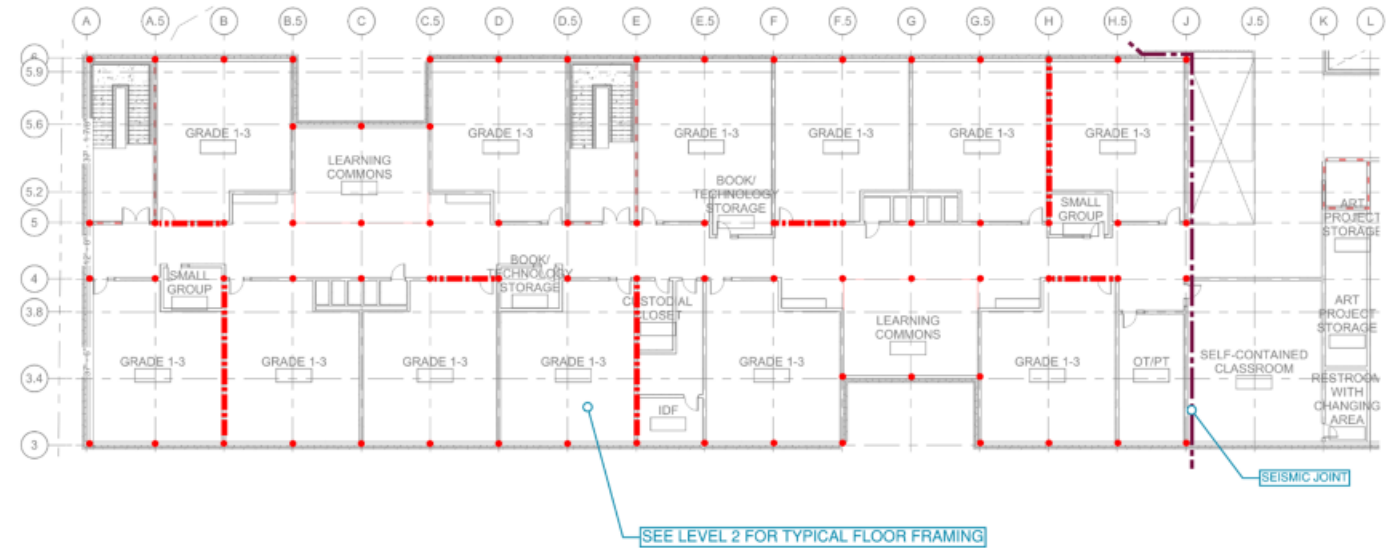 A A.5 B B.5 C C.5 D D.5 E E.5 F F.5 G G.5 H H.5 J J.5 K L
6
5.9
5.6
GRADE 1-3
GRADE 1-3
GRADE 1-3
GRADE 1-3
GRADE 1-3
GRADE 1-3
LEARNING
COMMONS
5.2
BOOK/
TECHNOLOGY
STORAGE
SMALL
GROUP
ART
PROJECT
STORAGE
5
4
BOOK/
TECHNOLOGY
STORAGE
SMALL
GROUP
CUSTODIAL
CLOSET
3.8
LEARNING
COMMONS
ART
PROJECT
STORAGE
GRADE 1-3
GRADE 1-3
GRADE 1-3
GRADE 1-3
GRADE 1-3
GRADE 1-3
OT/PT
SELF-CONTAINED
CLASSROOM
3.4
RESTROOM
WITH
CHANGING
AREA
IDF
3
SEISMIC JOINT
SEE LEVEL 2 FOR TYPICAL FLOOR FRAMING